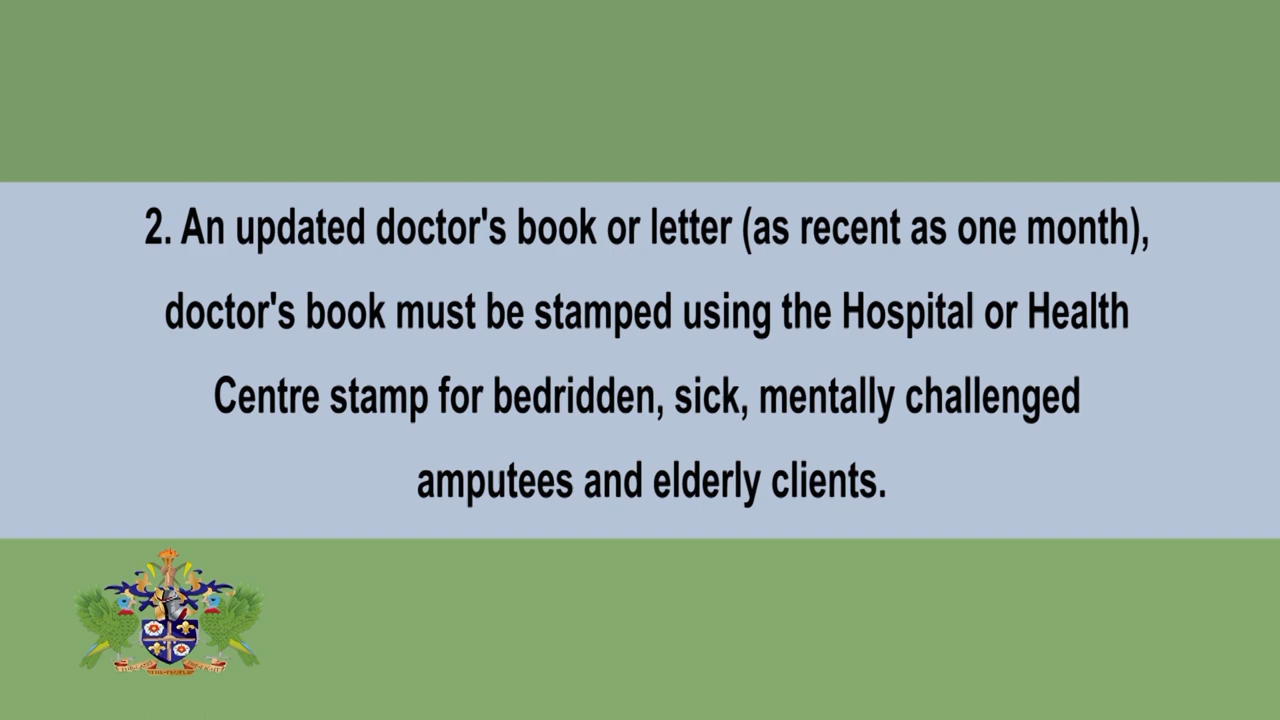 2. An updated doctor's book or letter (as recent as one month),
doctor's book must be stamped using the Hospital or Health
Centre stamp for bedridden, sick, mentally challenged
amputees and elderly clients.